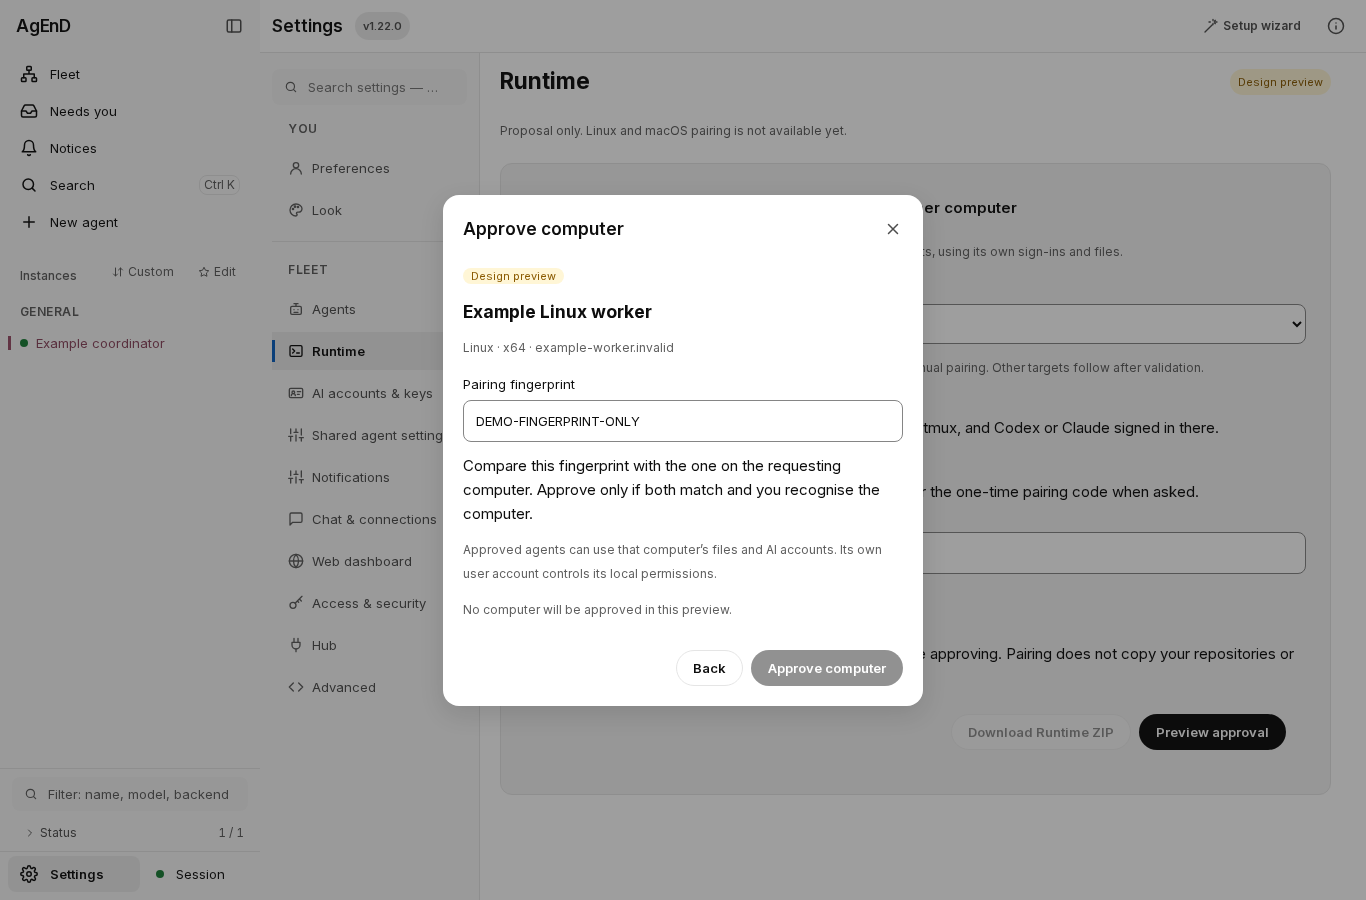 AgEnD
Fleet
Needs you
Notices
Search
Ctrl K
New agent
Instances
Custom
Edit
GENERAL
Example coordinator
Filter: name, model, backend
Status
1 / 1
Settings
Session
Settings
v1.22.0
Setup wizard
Search settings — …
YOU
Preferences
Look
FLEET
Agents
Runtime
AI accounts & keys
Shared agent setting
Notifications
Chat & connections
Web dashboard
Access & security
Hub
Advanced
Runtime
Design preview
Proposal only. Linux and macOS pairing is not available yet.
er computer
ts, using its own sign-ins and files.
nual pairing. Other targets follow after validation.
tmux, and Codex or Claude signed in there.
r the one-time pairing code when asked.
e approving. Pairing does not copy your repositories or
Download Runtime ZIP
Preview approval
Approve computer
Design preview
Example Linux worker
Linux · x64 · example-worker.invalid
Pairing fingerprint
DEMO-FINGERPRINT-ONLY
Compare this fingerprint with the one on the requesting
computer. Approve only if both match and you recognise the
computer.
Approved agents can use that computer’s files and AI accounts. Its own
user account controls its local permissions.
No computer will be approved in this preview.
Back
Approve computer